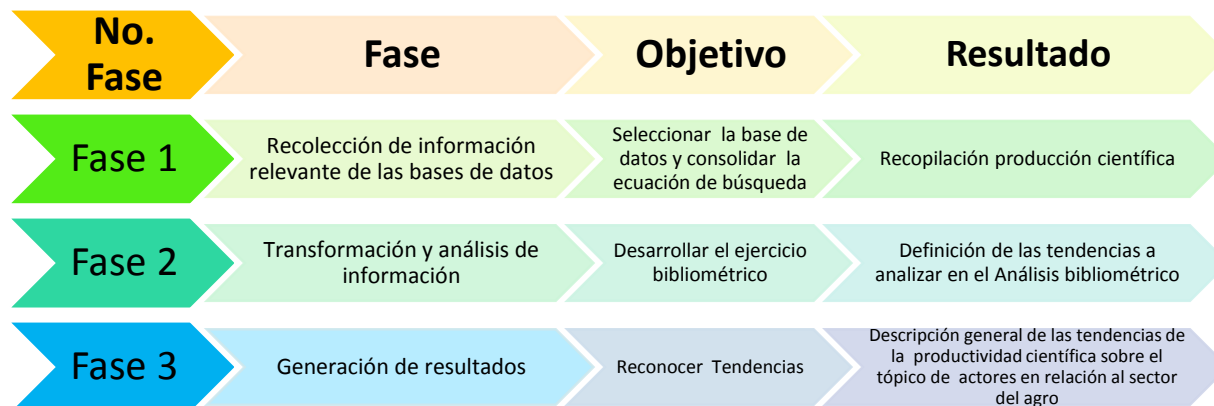 No.
Fase
Fase
Objetivo
Resultado
Fase 1
Recolección de información
relevante de las bases de datos
Seleccionar la base de
datos y consolidar la
ecuación de búsqueda
Recopilación producción científica
Fase 2
Transformación y análisis de
información
Desarrollar el ejercicio
bibliométrico
Definición de las tendencias a
analizar en el Análisis bibliométrico
Fase 3
Generación de resultados
Reconocer Tendencias
Descripción general de las tendencias de
la productividad científica sobre el
tópico de actores en relación al sector
del agro